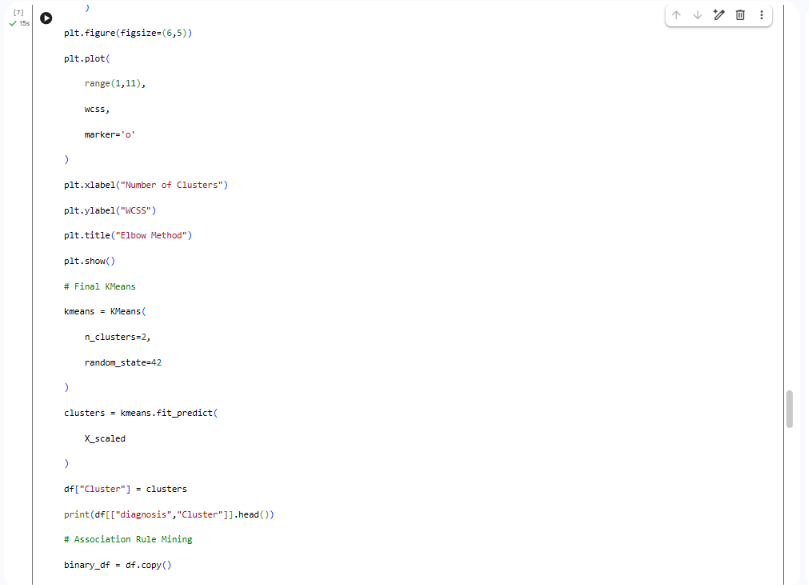 [7]
15s
)
plt.figure(figsize=(6,5))
plt.plot(
range(1,11),
wcss,
marker='o'
)
plt.xlabel("Number of Clusters")
plt.ylabel("WCSS")
plt.title("Elbow Method")
plt.show()
# Final KMeans
kmeans = KMeans(
n_clusters=2,
random_state=42
)
clusters = kmeans.fit_predict(
X_scaled
)
df["Cluster"] = clusters
print(df[["diagnosis","Cluster"]].head())
# Association Rule Mining
binary_df = df.copy()